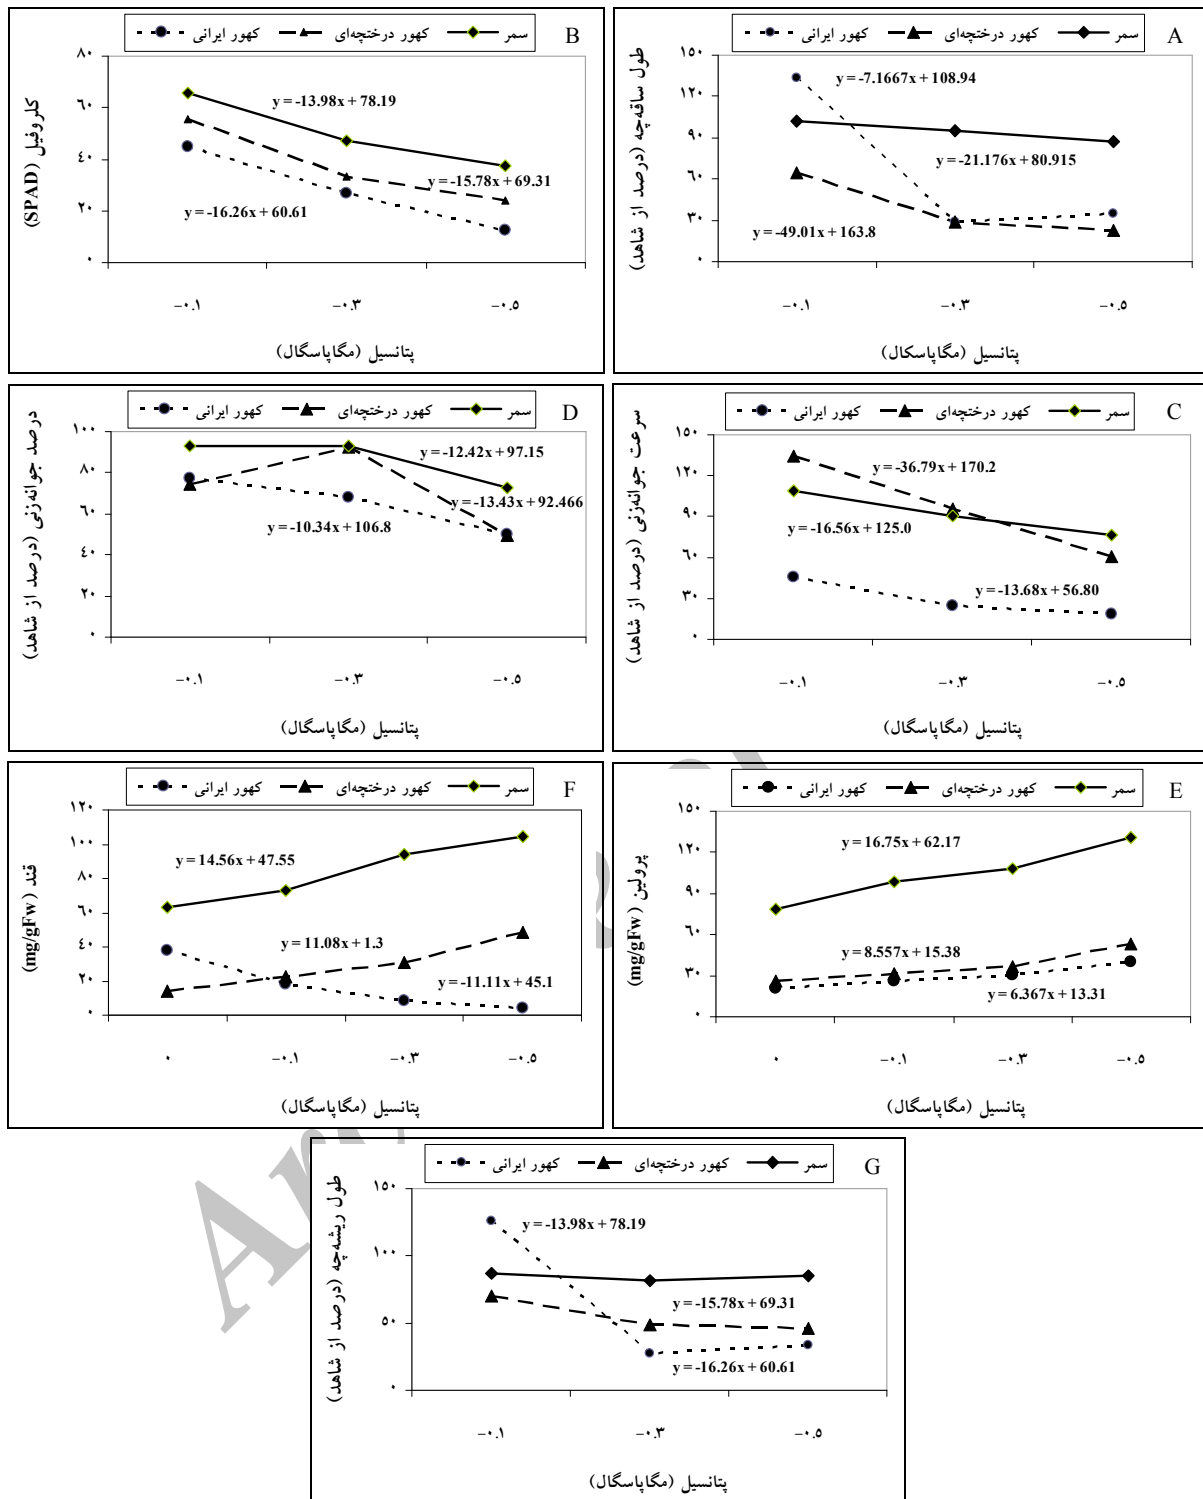 A سمر کهور درختچه‌ای کهور ایرانی
طول ساقه‌چه (درصد از شاهد)
۱۵۰
۱۲۰
۹۰
۶۰
۳۰
۰
y = -7.1667x + 108.94
y = -21.176x + 80.915
y = -49.01x + 163.8
−۰.۱ −۰.۳ −۰.۵
پتانسیل (مگاپاسکال)
B سمر کهور درختچه‌ای کهور ایرانی
کلروفیل (SPAD)
۸۰
۶۰
۴۰
۲۰
۰
y = -13.98x + 78.19
y = -15.78x + 69.31
y = -16.26x + 60.61
−۰.۱ −۰.۳ −۰.۵
پتانسیل (مگاپاسگال)
C سمر کهور درختچه‌ای کهور ایرانی
سرعت جوانه‌زنی (درصد از شاهد)
۱۵۰
۱۲۰
۹۰
۶۰
۳۰
۰
y = -36.79x + 170.2
y = -16.56x + 125.0
y = -13.68x + 56.80
−۰.۱ −۰.۳ −۰.۵
پتانسیل (مگاپاسگال)
D سمر کهور درختچه‌ای کهور ایرانی
درصد جوانه‌زنی (درصد از شاهد)
۱۰۰
۸۰
۶۰
۴۰
۲۰
۰
y = -12.42x + 97.15
y = -13.43x + 92.466
y = -10.34x + 106.8
−۰.۱ −۰.۳ −۰.۵
پتانسیل (مگاپاسگال)
E سمر کهور درختچه‌ای کهور ایرانی
پرولین (mg/gFw)
۱۵۰
۱۲۰
۹۰
۶۰
۳۰
۰
y = 16.75x + 62.17
y = 8.557x + 15.38
y = 6.367x + 13.31
۰ −۰.۱ −۰.۳ −۰.۵
پتانسیل (مگاپاسگال)
F سمر کهور درختچه‌ای کهور ایرانی
قند (mg/gFw)
۱۲۰
۱۰۰
۸۰
۶۰
۴۰
۲۰
۰
y = 14.56x + 47.55
y = 11.08x + 1.3
y = -11.11x + 45.1
۰ −۰.۱ −۰.۳ −۰.۵
پتانسیل (مگاپاسگال)
G سمر کهور درختچه‌ای کهور ایرانی
طول ریشه‌چه (درصد از شاهد)
۱۵۰
۱۰۰
۵۰
۰
y = -13.98x + 78.19
y = -15.78x + 69.31
y = -16.26x + 60.61
−۰.۱ −۰.۳ −۰.۵
پتانسیل (مگاپاسگال)